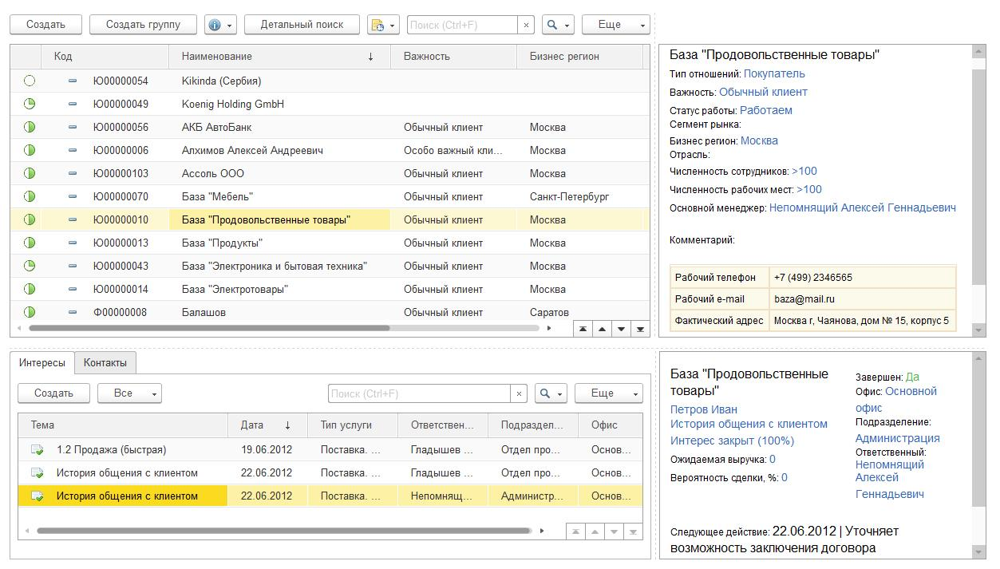 Создать Создать группу Детальный поиск Поиск (Ctrl+F) × Еще
Код Наименование ↓ Важность Бизнес регион
Ю00000054 Kikinda (Сербия)
Ю00000049 Koenig Holding GmbH
Ю00000056 АКБ АвтоБанк Обычный клиент Москва
Ю00000006 Алхимов Алексей Андреевич Особо важный кли... Москва
Ю00000103 Ассоль ООО Обычный клиент Москва
Ю00000070 База "Мебель" Обычный клиент Санкт-Петербург
Ю00000010 База "Продовольственные товары" Обычный клиент Москва
Ю00000013 База "Продукты" Обычный клиент Москва
Ю00000043 База "Электроника и бытовая техника" Обычный клиент Москва
Ю00000014 База "Электротовары" Обычный клиент Москва
Ф00000008 Балашов Обычный клиент Саратов
База "Продовольственные товары"
Тип отношений: Покупатель
Важность: Обычный клиент
Статус работы: Работаем
Сегмент рынка:
Бизнес регион: Москва
Отрасль:
Численность сотрудников: >100
Численность рабочих мест: >100
Основной менеджер: Непомнящий Алексей Геннадьевич
Комментарий:
Рабочий телефон +7 (499) 2346565
Рабочий e-mail baza@mail.ru
Фактический адрес Москва г, Чаянова, дом № 15, корпус 5
Интересы Контакты
Создать Все Поиск (Ctrl+F) × Еще
Тема Дата ↓ Тип услуги Ответствен... Подраздел... Офис
1.2 Продажа (быстрая) 19.06.2012 Поставка. ... Гладышев ... Отдел про... Основ...
История общения с клиентом 22.06.2012 Поставка. ... Гладышев ... Отдел про... Основ...
История общения с клиентом 22.06.2012 Поставка. ... Непомнящ... Администр... Основ...
База "Продовольственные
товары"
Петров Иван
История общения с клиентом
Интерес закрыт (100%)
Ожидаемая выручка: 0
Вероятность сделки, %: 0
Завершен: Да
Офис: Основной
офис
Подразделение:
Администрация
Ответственный:
Непомнящий
Алексей
Геннадьевич
Следующее действие: 22.06.2012 | Уточняет
возможность заключения договора